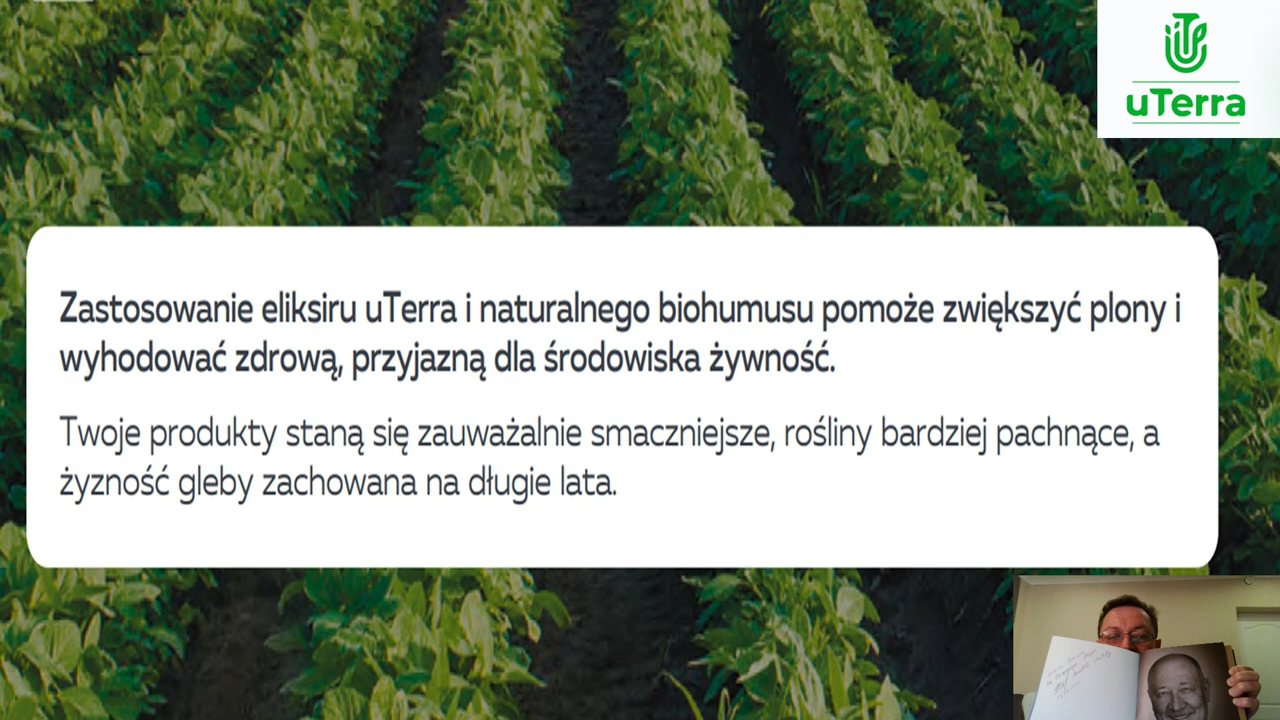 uTerra
Zastosowanie eliksiru uTerra i naturalnego biohumusu pomoże zwiększyć plony i
wyhodować zdrową, przyjazną dla środowiska żywność.
Twoje produkty staną się zauważalnie smaczniejsze, rośliny bardziej pachnące, a
żyzność gleby zachowana na długie lata.